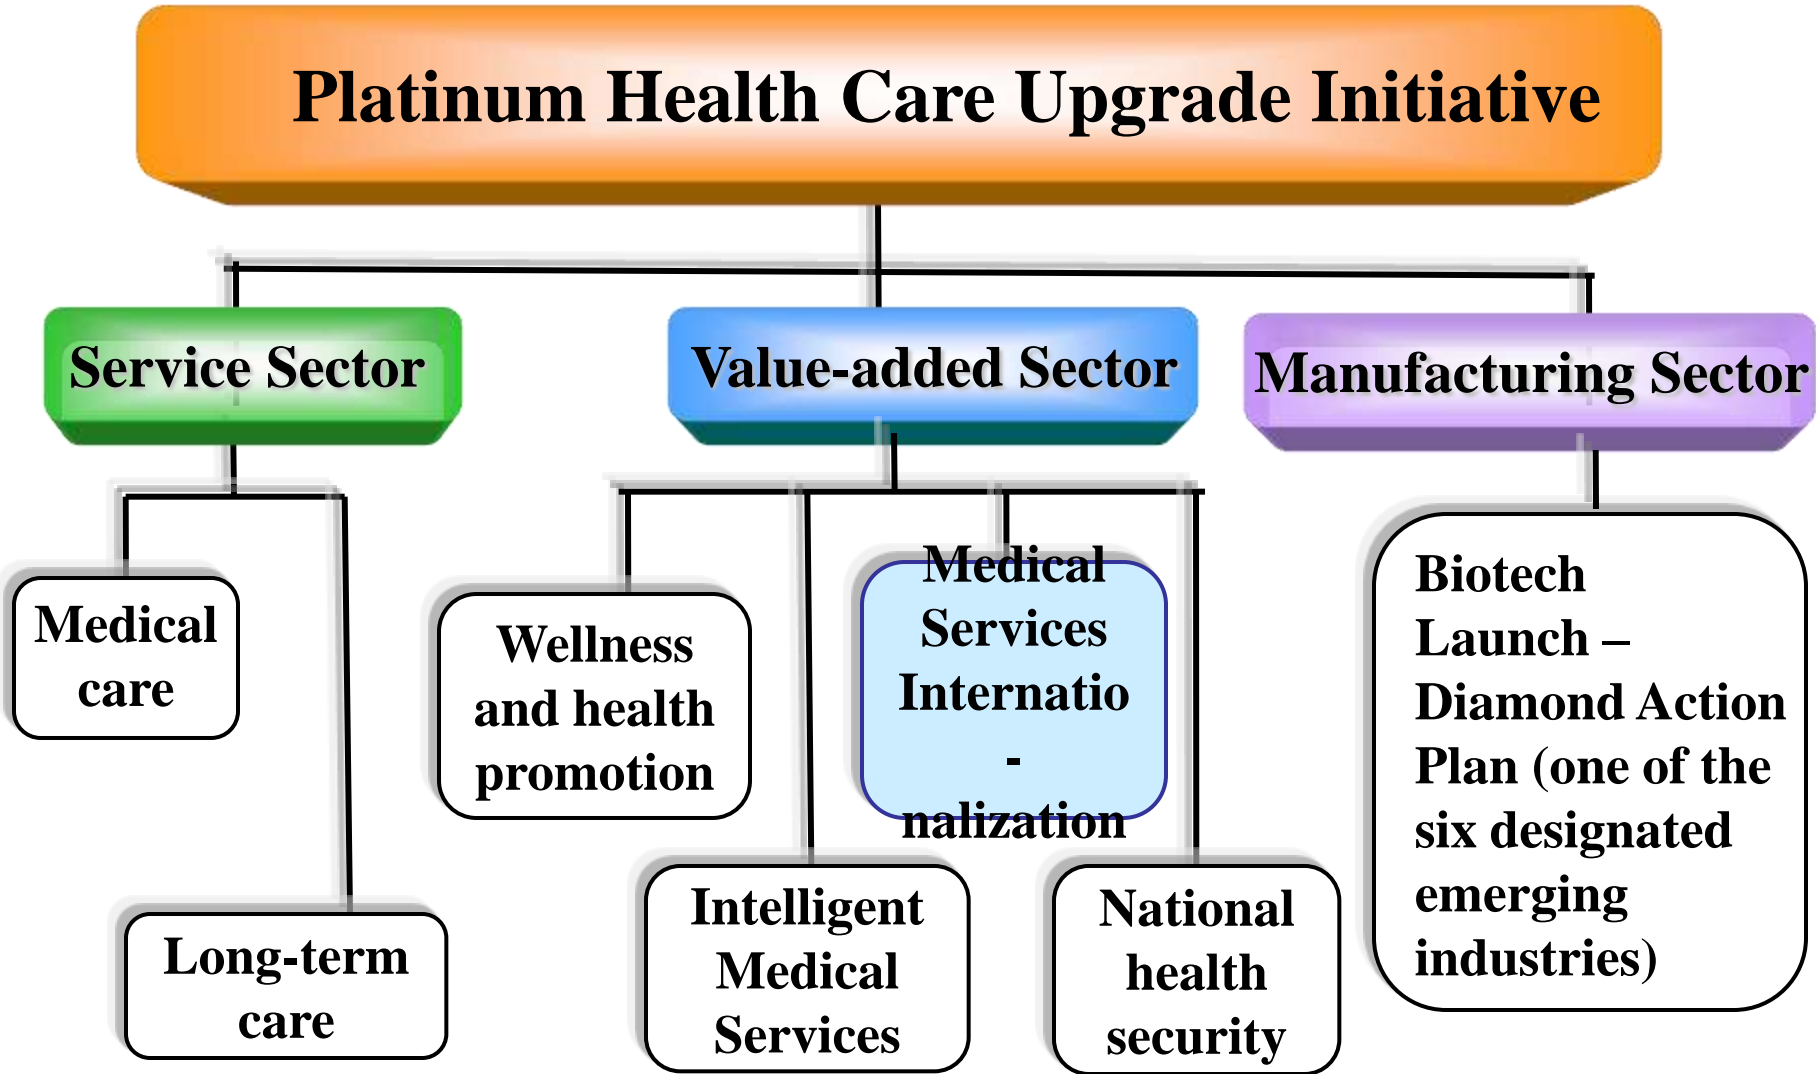 Platinum Health Care Upgrade Initiative
Service Sector
Value-added Sector
Manufacturing Sector
Medical
care
Long-term
care
Wellness
and health
promotion
Intelligent
Medical
Services
Medical
Services
Internatio
-
nalization
National
health
security
Biotech
Launch –
Diamond Action
Plan (one of the
six designated
emerging
industries)